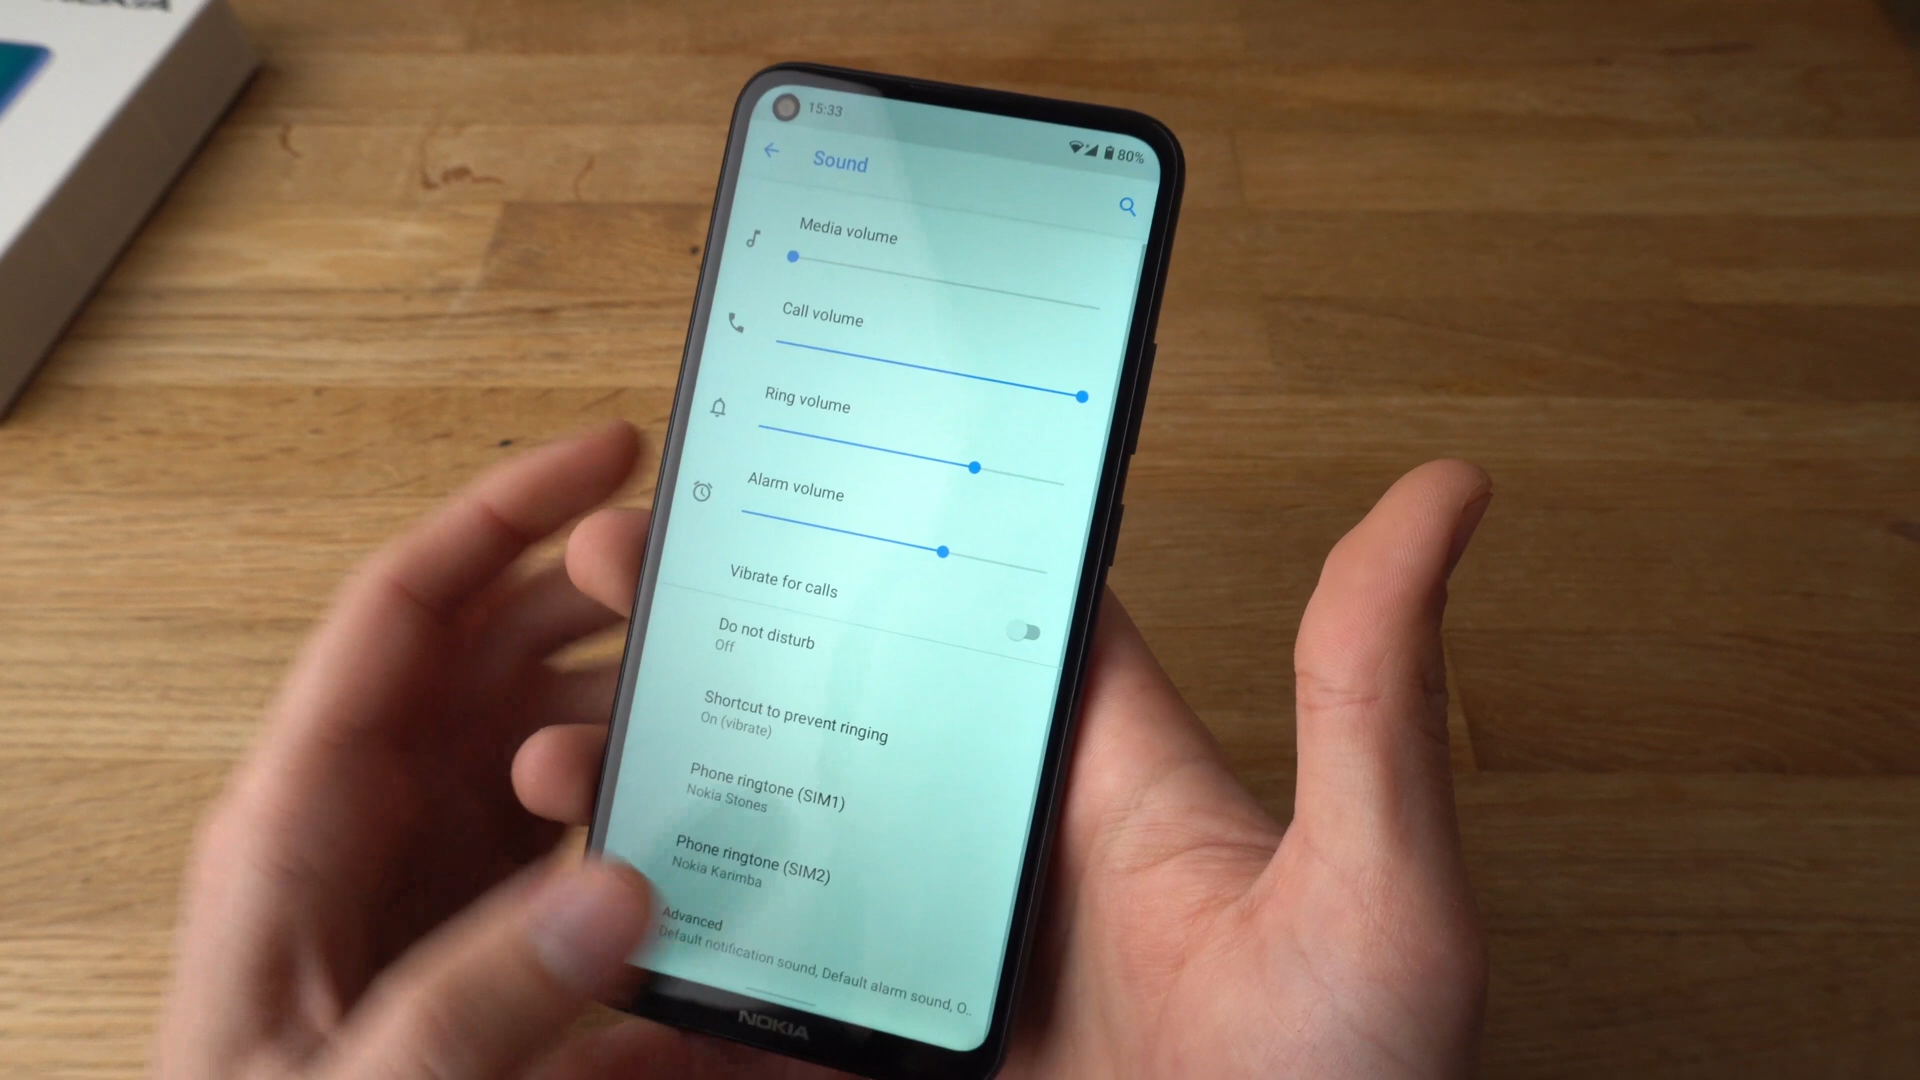 NOKIA
15:33
80%
Sound
Media volume
Call volume
Ring volume
Alarm volume
Vibrate for calls
Do not disturb
Off
Shortcut to prevent ringing
On (vibrate)
Phone ringtone (SIM1)
Nokia Stones
Phone ringtone (SIM2)
Nokia Karimba
Advanced
Default notification sound, Default alarm sound, O..
NOKIA